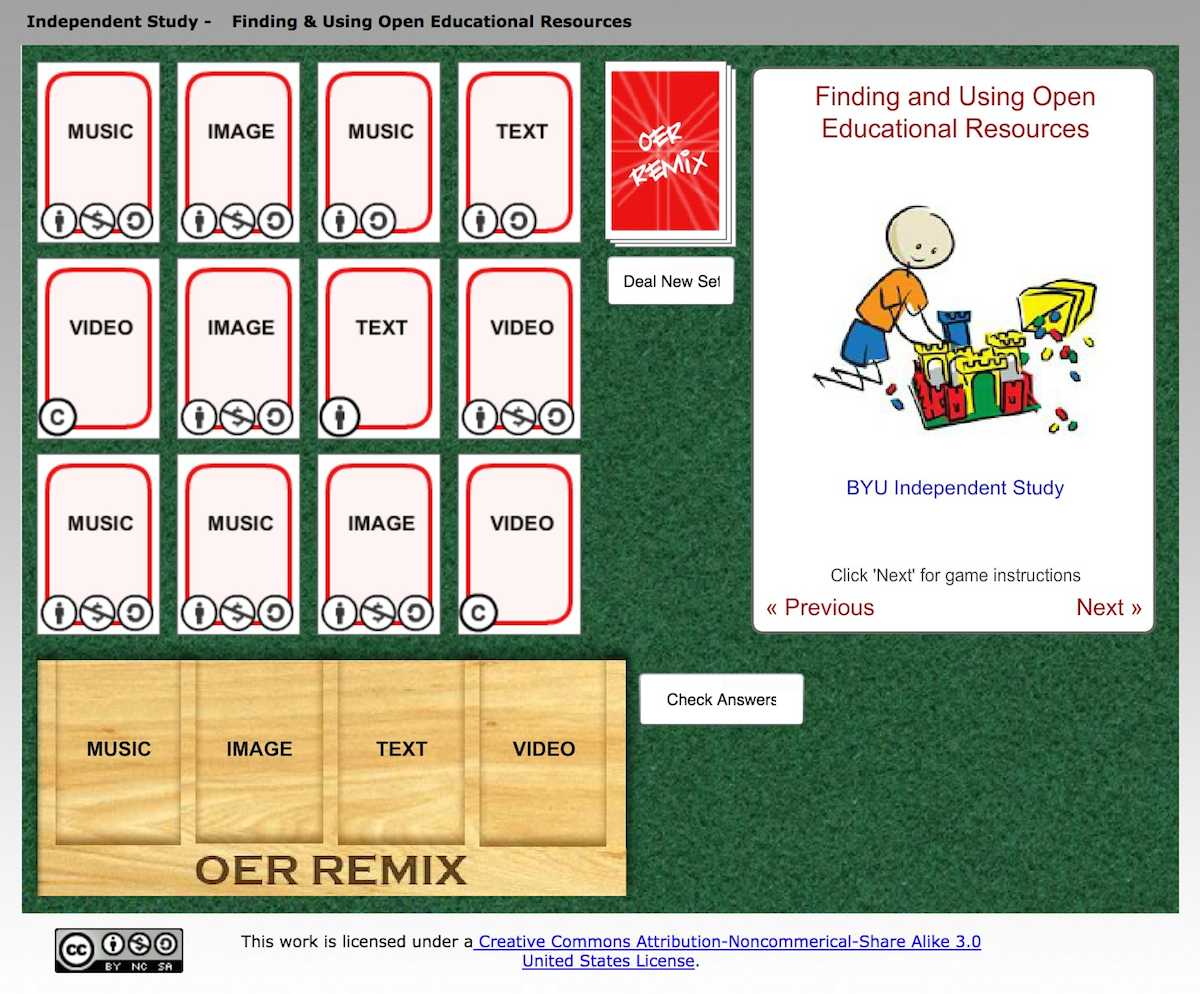 Independent Study -    Finding & Using Open Educational Resources
MUSIC
IMAGE
MUSIC
TEXT
OER
REMIX
Deal New Set
VIDEO
IMAGE
TEXT
VIDEO
C
MUSIC
MUSIC
IMAGE
VIDEO
C
Finding and Using Open
Educational Resources
BYU Independent Study
Click 'Next' for game instructions
« Previous
Next »
MUSIC
IMAGE
TEXT
VIDEO
OER REMIX
Check Answers
cc
BY NC SA
This work is licensed under a Creative Commons Attribution-Noncommerical-Share Alike 3.0
United States License.